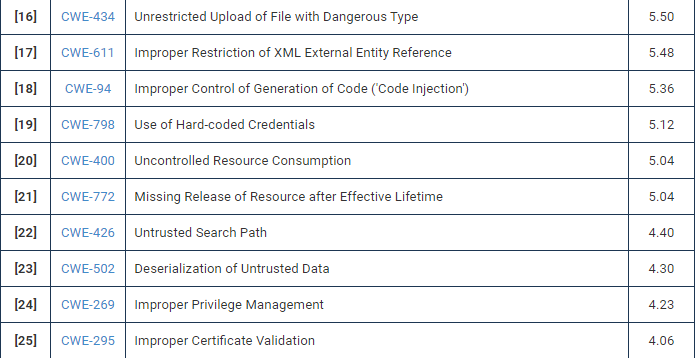 [16] CWE-434 Unrestricted Upload of File with Dangerous Type 5.50
[17] CWE-611 Improper Restriction of XML External Entity Reference 5.48
[18] CWE-94 Improper Control of Generation of Code ('Code Injection') 5.36
[19] CWE-798 Use of Hard-coded Credentials 5.12
[20] CWE-400 Uncontrolled Resource Consumption 5.04
[21] CWE-772 Missing Release of Resource after Effective Lifetime 5.04
[22] CWE-426 Untrusted Search Path 4.40
[23] CWE-502 Deserialization of Untrusted Data 4.30
[24] CWE-269 Improper Privilege Management 4.23
[25] CWE-295 Improper Certificate Validation 4.06